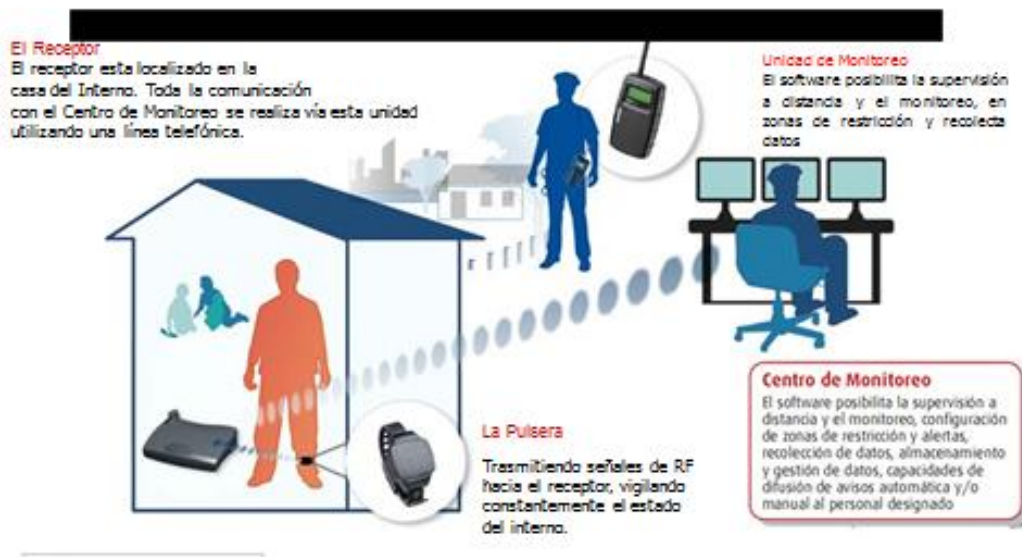 El Receptor
El receptor esta localizado en la
casa del Interno. Toda la comunicación
con el Centro de Monitoreo se realiza vía esta unidad
utilizando una línea telefónica.
Unidad de Monitoreo
El software posibilita la supervisión
a distancia y el monitoreo, en
zonas de restricción y recolecta
datos
La Pulsera
Trasmitiendo señales de RF
hacia el receptor, vigilando
constantemente el estado
del interno.
Centro de Monitoreo
El software posibilita la supervisión a
distancia y el monitoreo, configuración
de zonas de restricción y alertas,
recolección de datos, almacenamiento
y gestión de datos, capacidades de
difusión de avisos automática y/o
manual al personal designado